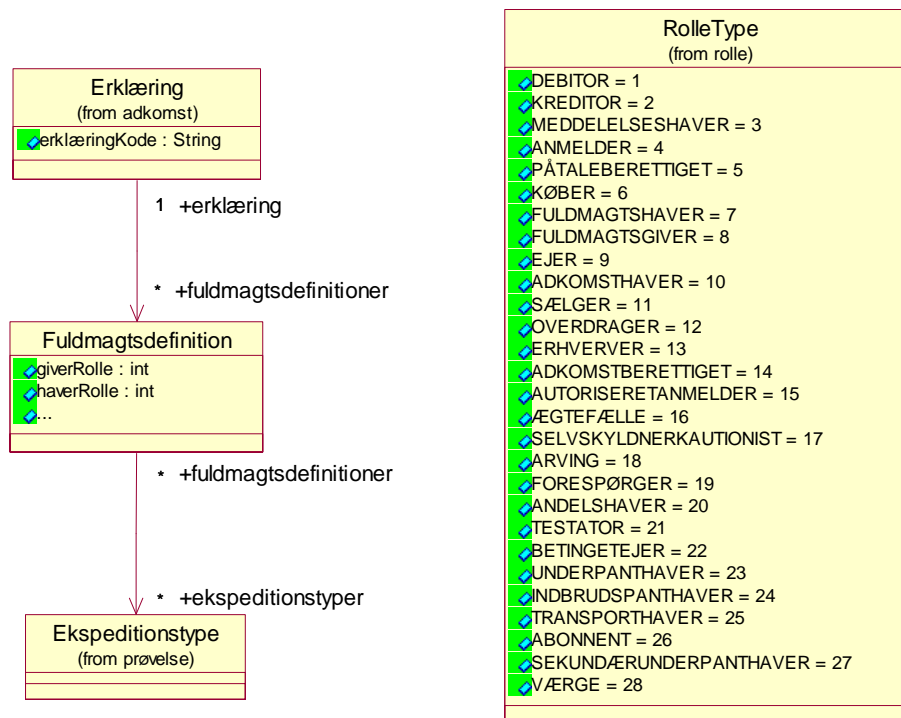 Erklæring
(from adkomst)
erklæringKode : String
1 +erklæring
* +fuldmagtsdefinitioner
Fuldmagtsdefinition
giverRolle : int
haverRolle : int
...
* +fuldmagtsdefinitioner
* +ekspeditionstyper
Ekspeditionstype
(from prøvelse)
RolleType
(from rolle)
DEBITOR = 1
KREDITOR = 2
MEDDELELSESHAVER = 3
ANMELDER = 4
PÅTALEBERETTIGET = 5
KØBER = 6
FULDMAGTSHAVER = 7
FULDMAGTSGIVER = 8
EJER = 9
ADKOMSTHAVER = 10
SÆLGER = 11
OVERDRAGER = 12
ERHVERVER = 13
ADKOMSTBERETTIGET = 14
AUTORISERETANMELDER = 15
ÆGTEFÆLLE = 16
SELVSKYLDNERKAUTIONIST = 17
ARVING = 18
FORESPØRGER = 19
ANDELSHAVER = 20
TESTATOR = 21
BETINGETEJER = 22
UNDERPANTHAVER = 23
INDBRUDSPANTHAVER = 24
TRANSPORTHAVER = 25
ABONNENT = 26
SEKUNDÆRUNDERPANTHAVER = 27
VÆRGE = 28